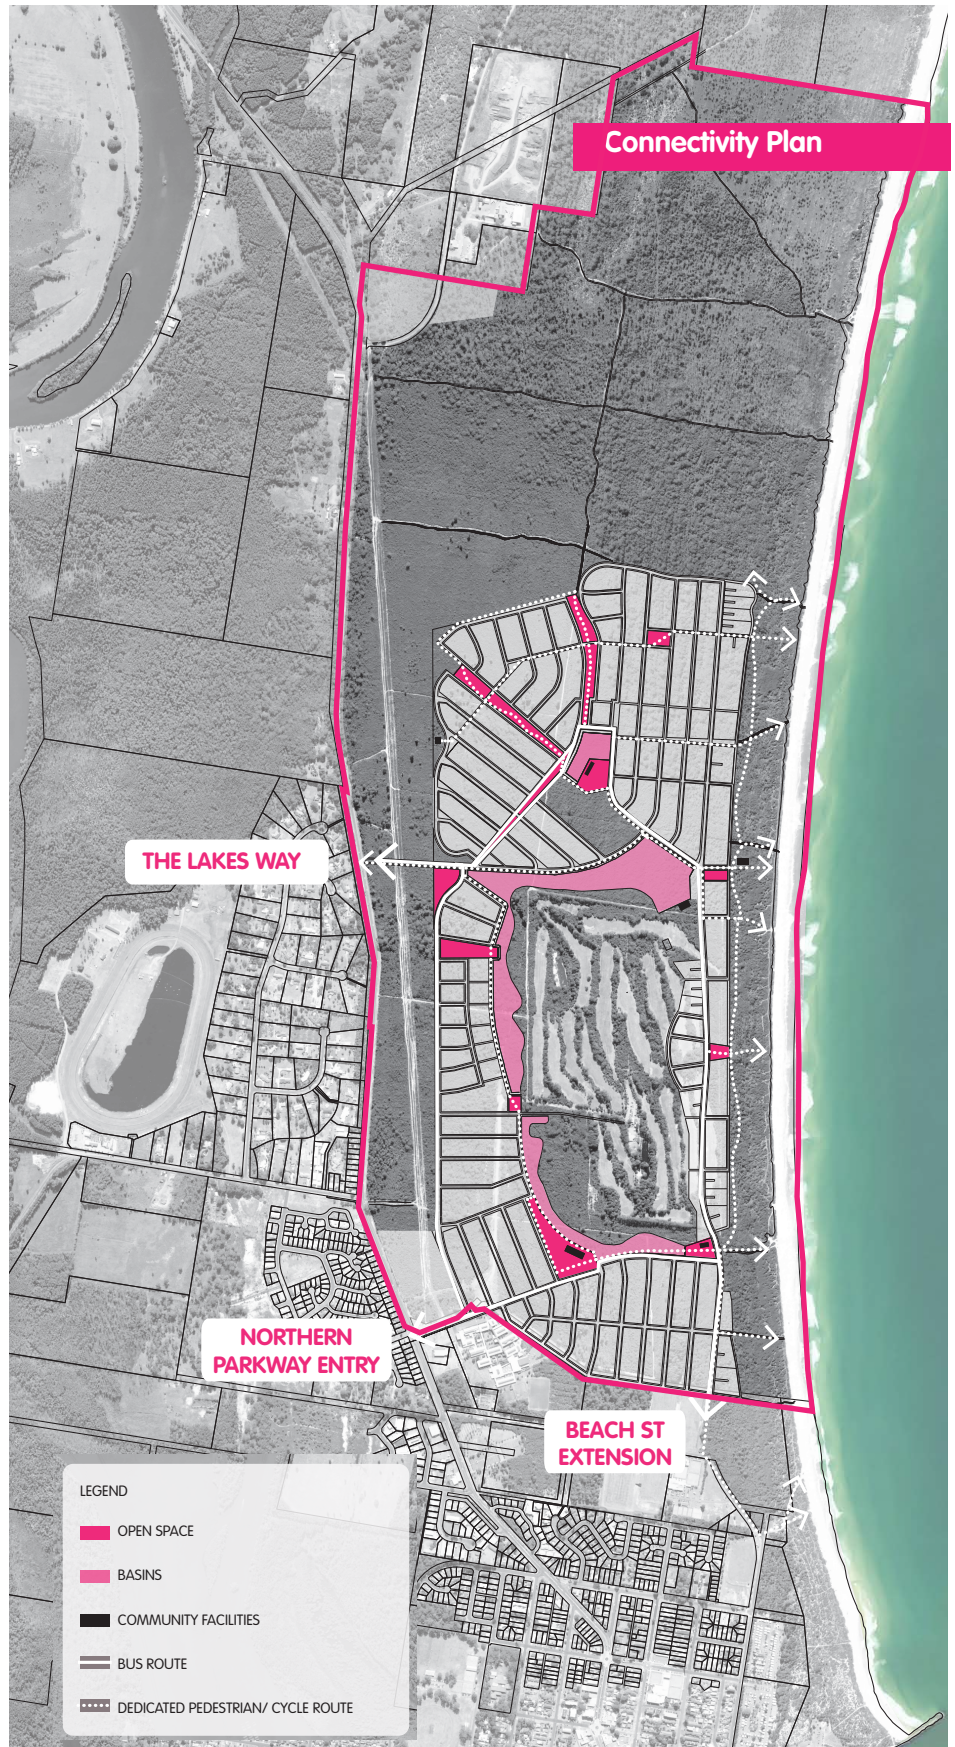 Connectivity Plan
THE LAKES WAY
NORTHERN
PARKWAY ENTRY
BEACH ST
EXTENSION
LEGEND
OPEN SPACE
BASINS
COMMUNITY FACILITIES
BUS ROUTE
DEDICATED PEDESTRIAN/ CYCLE ROUTE